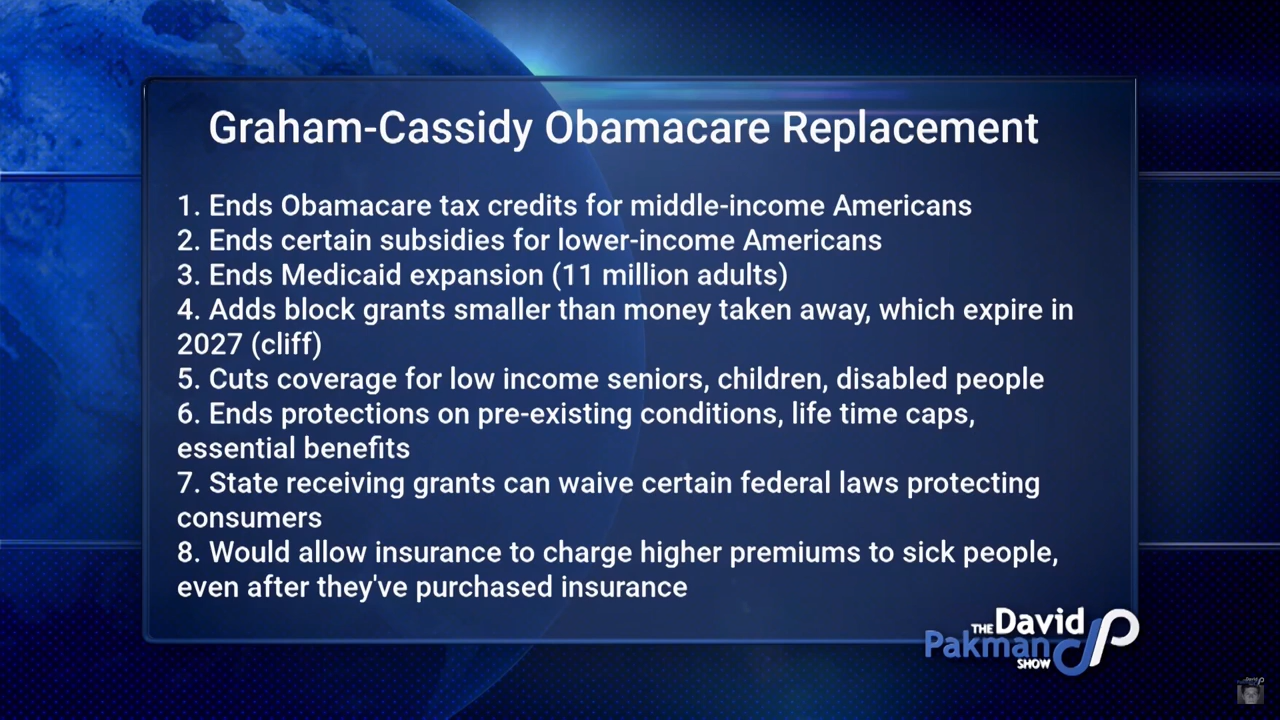 Graham-Cassidy Obamacare Replacement
1. Ends Obamacare tax credits for middle-income Americans
2. Ends certain subsidies for lower-income Americans
3. Ends Medicaid expansion (11 million adults)
4. Adds block grants smaller than money taken away, which expire in
2027 (cliff)
5. Cuts coverage for low income seniors, children, disabled people
6. Ends protections on pre-existing conditions, life time caps,
essential benefits
7. State receiving grants can waive certain federal laws protecting
consumers
8. Would allow insurance to charge higher premiums to sick people,
even after they've purchased insurance
THE David
Pakman
SHOW